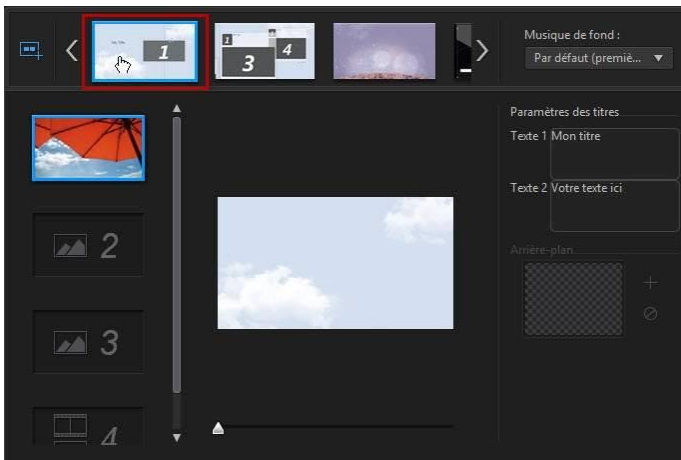 Musique de fond :
1
1
3
4
Par défaut (premiè...
Paramètres des titres
Texte 1 Mon titre
Texte 2 Votre texte ici
2
Arrière-plan
3
4